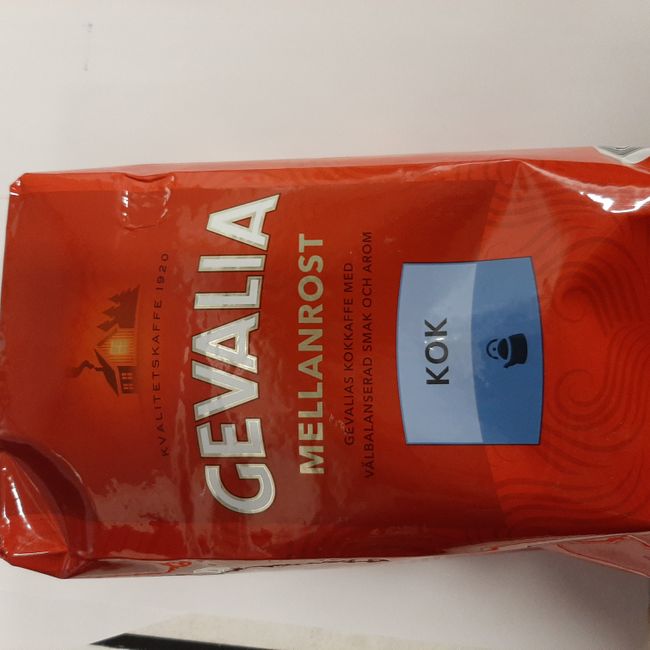 KVALITETSKAFFE 1920
GEVALIA
MELLANROST
GEVALIAS KOKKAFFE MED
VÄLBALANSERAD SMAK OCH AROM
KOK